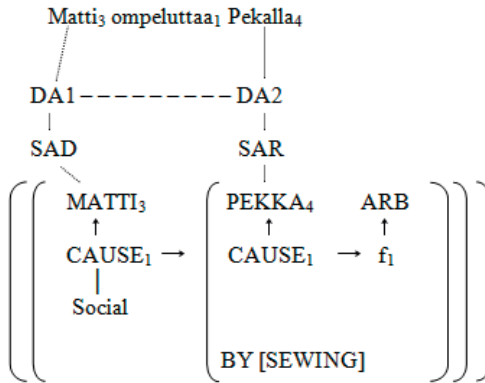 Matti₃ ompeluttaa₁ Pekalla₄
DA1 DA2
SAD SAR
MATTI₃ PEKKA₄ ARB
CAUSE₁ → CAUSE₁ → f₁
Social
BY [SEWING]